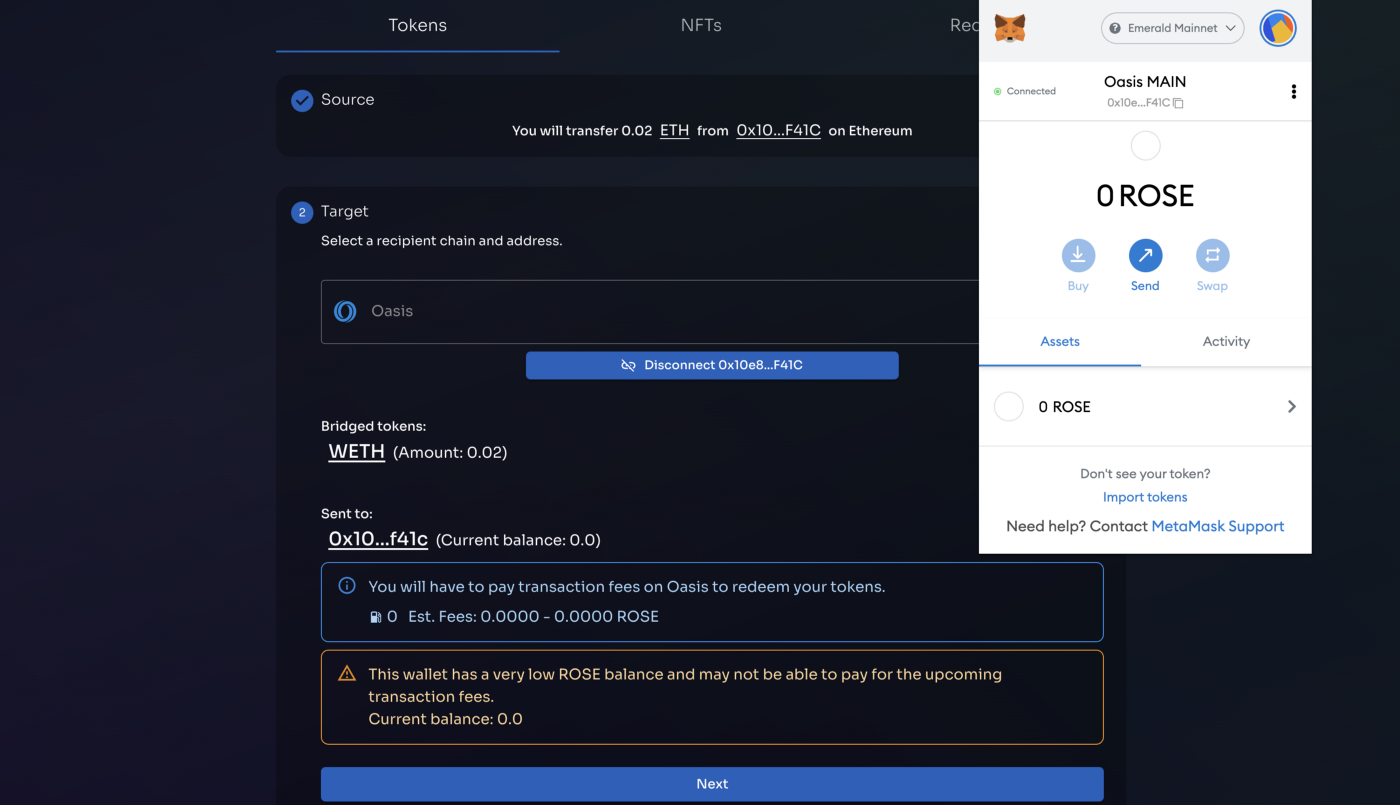 Tokens
NFTs
Source
You will transfer 0.02 ETH from 0x10...F41C on Ethereum
2 Target
Select a recipient chain and address.
Oasis
Disconnect 0x10e8...F41C
Bridged tokens:
WETH (Amount: 0.02)
Sent to:
0x10...f41c (Current balance: 0.0)
You will have to pay transaction fees on Oasis to redeem your tokens.
0 Est. Fees: 0.0000 - 0.0000 ROSE
This wallet has a very low ROSE balance and may not be able to pay for the upcoming
transaction fees.
Current balance: 0.0
Next
Emerald Mainnet
Connected
Oasis MAIN
0x10e...F41C
0 ROSE
Buy
Send
Swap
Assets
Activity
0 ROSE
Don't see your token?
Import tokens
Need help? Contact MetaMask Support